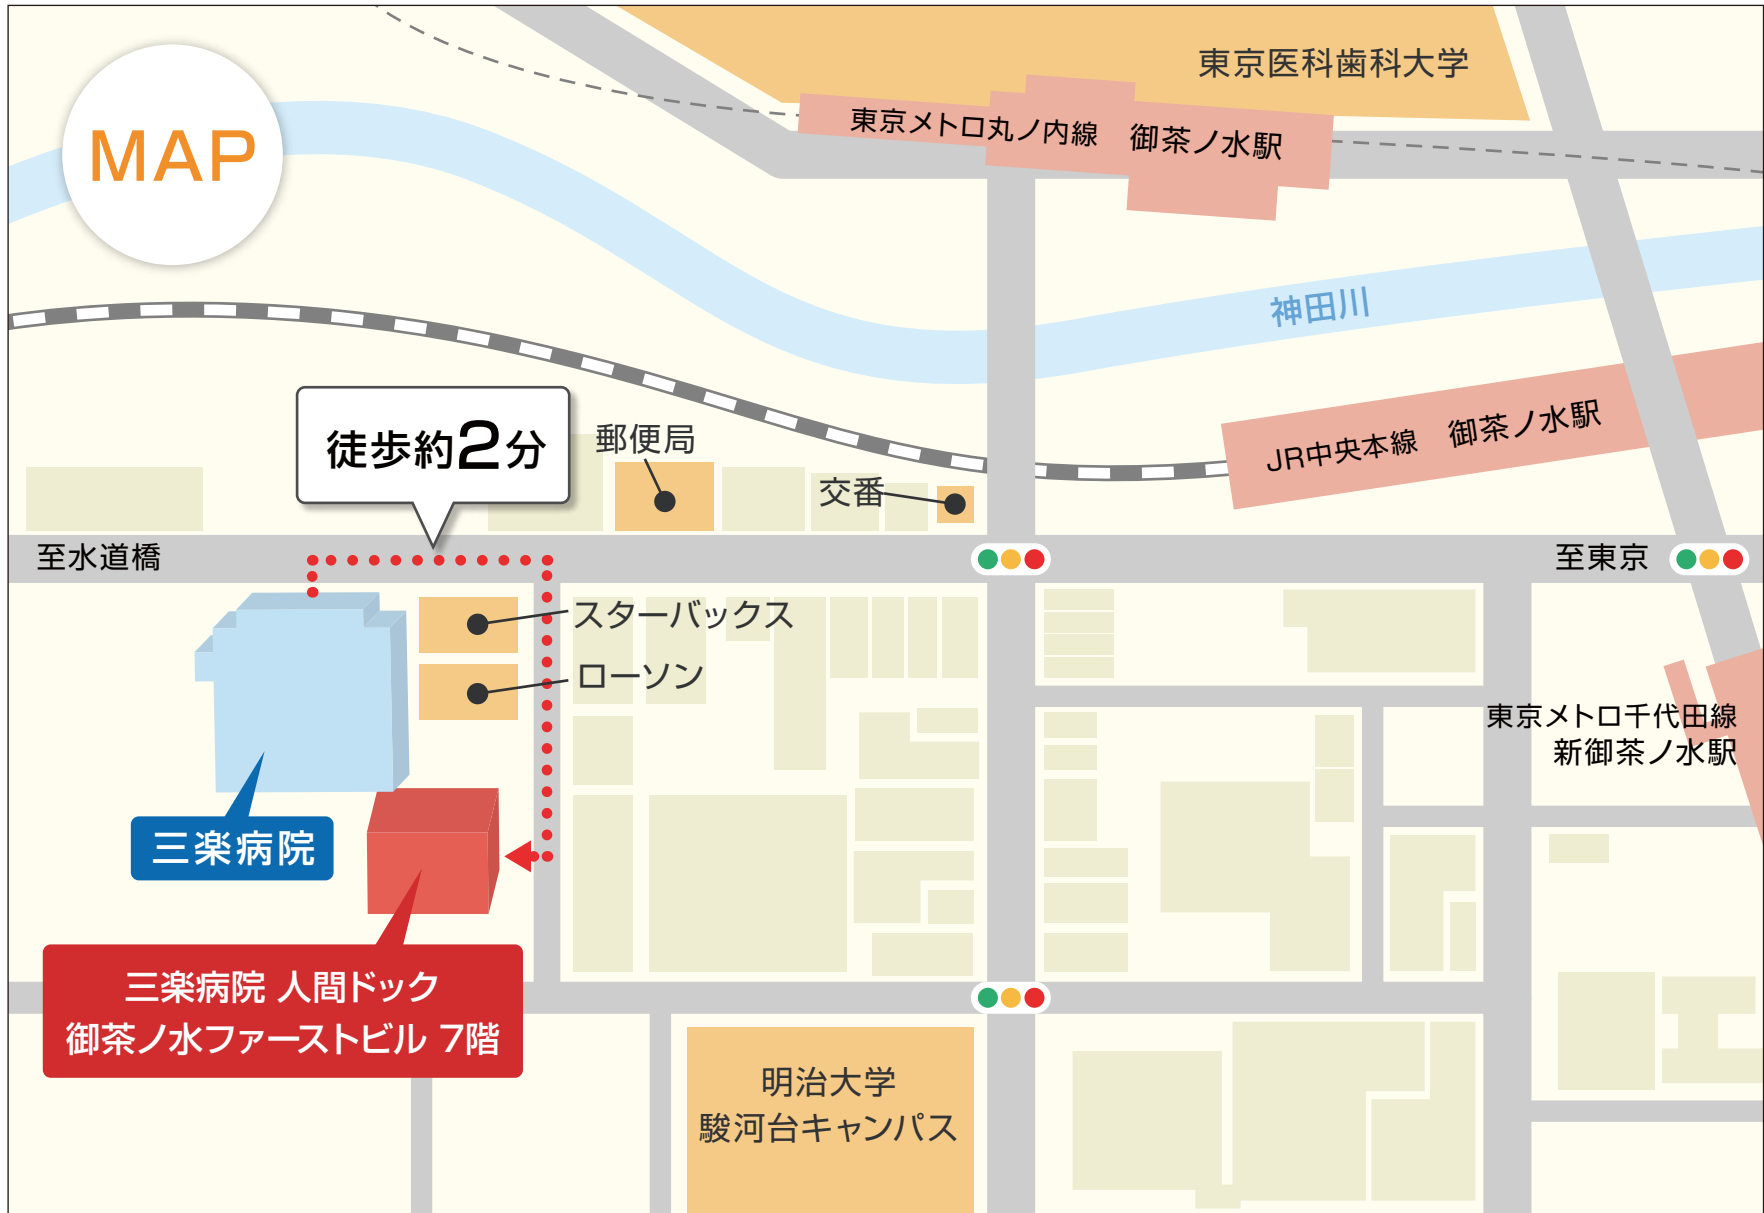 MAP
東京医科歯科大学
東京メトロ丸ノ内線 御茶ノ水駅
神田川
JR中央本線 御茶ノ水駅
徒歩約2分
郵便局
交番
至水道橋
至東京
スターバックス
ローソン
東京メトロ千代田線
新御茶ノ水駅
三楽病院
三楽病院 人間ドック
御茶ノ水ファーストビル 7階
明治大学
駿河台キャンパス